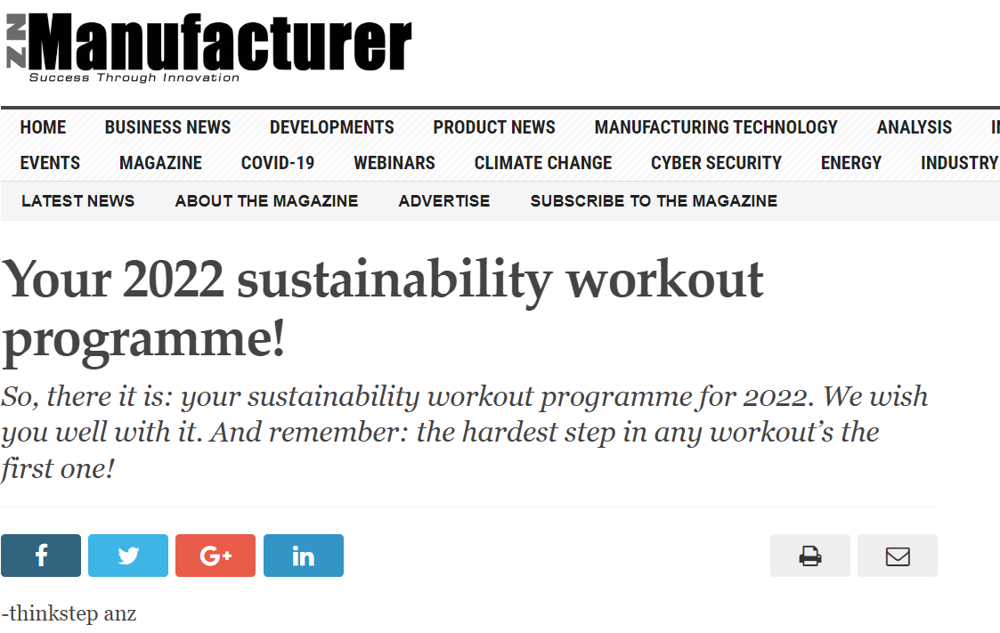 NZ Manufacturer
Success Through Innovation
HOME BUSINESS NEWS DEVELOPMENTS PRODUCT NEWS MANUFACTURING TECHNOLOGY ANALYSIS
EVENTS MAGAZINE COVID-19 WEBINARS CLIMATE CHANGE CYBER SECURITY ENERGY INDUSTRY
LATEST NEWS ABOUT THE MAGAZINE ADVERTISE SUBSCRIBE TO THE MAGAZINE
Your 2022 sustainability workout
programme!
So, there it is: your sustainability workout programme for 2022. We wish
you well with it. And remember: the hardest step in any workout’s the
first one!
f G+ in
-thinkstep anz